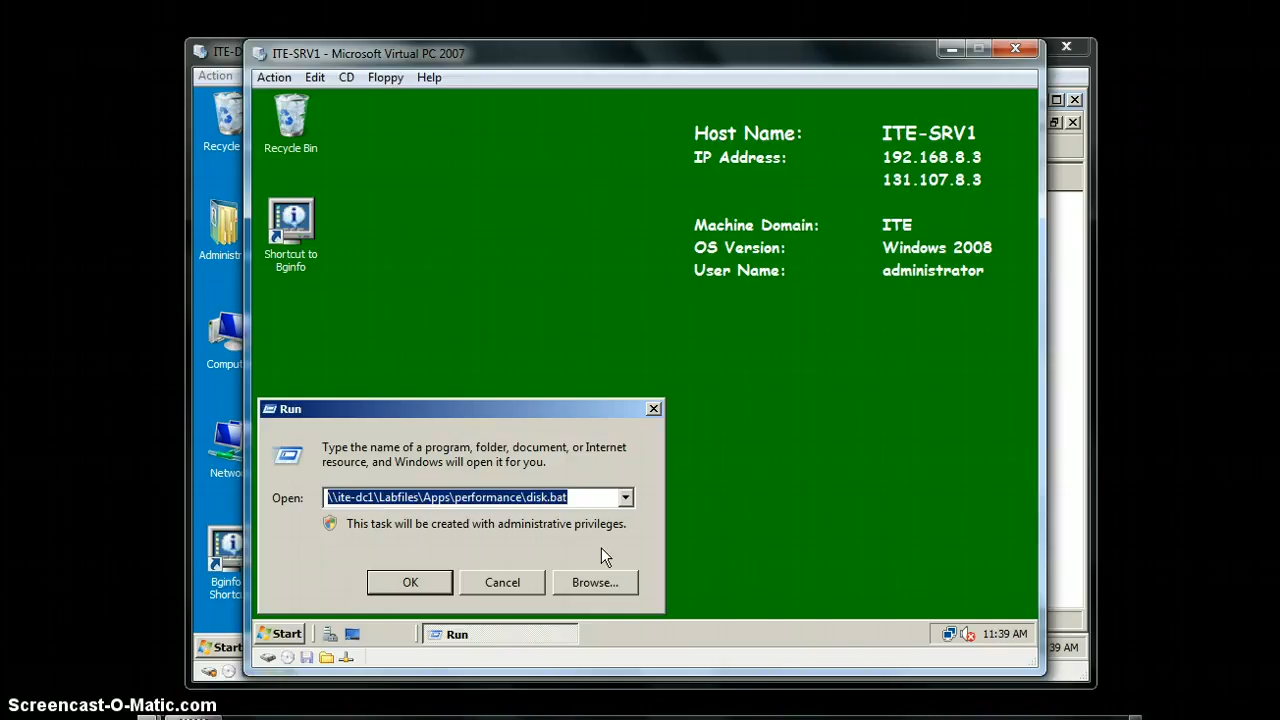 ITE-D
ITE-SRV1 - Microsoft Virtual PC 2007
Action
Action Edit CD Floppy Help
Recycle
Recycle Bin
Host Name: ITE-SRV1
IP Address: 192.168.8.3
131.107.8.3
Administr
Shortcut to
Bginfo
Machine Domain: ITE
OS Version: Windows 2008
User Name: administrator
Comput
Netwo
Bginfo
Shortc
Run
Type the name of a program, folder, document, or Internet
resource, and Windows will open it for you.
Open: \\ite-dc1\Labfiles\Apps\performance\disk.bat
This task will be created with administrative privileges.
OK Cancel Browse...
Start Run 11:39 AM
Start
39 AM
Screencast-O-Matic.com